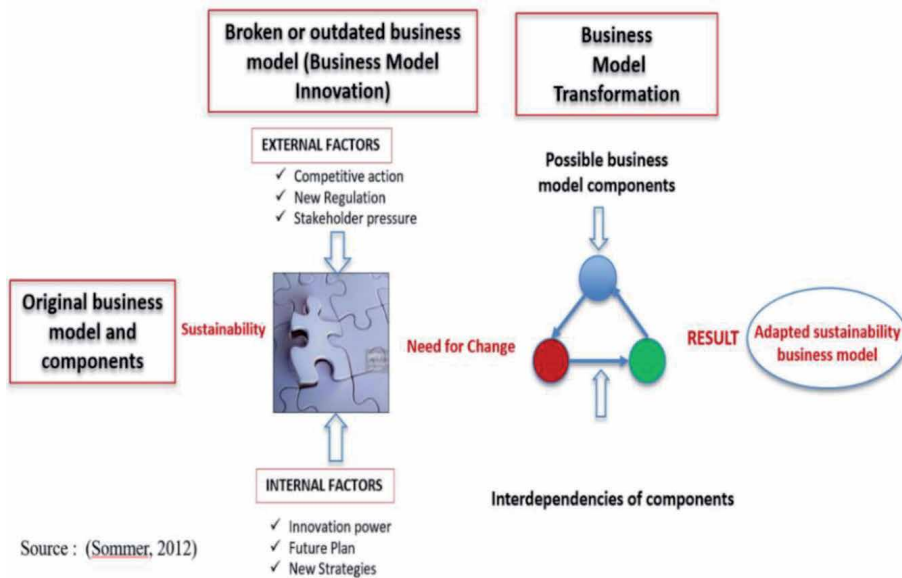 Broken or outdated business
model (Business Model
Innovation)
Business
Model
Transformation
EXTERNAL FACTORS
✓ Competitive action
✓ New Regulation
✓ Stakeholder pressure
Possible business
model components
Original business
model and
components
Sustainability
Need for Change
RESULT
Adapted sustainability
business model
INTERNAL FACTORS
✓ Innovation power
✓ Future Plan
✓ New Strategies
Interdependencies of components
Source : (Sommer, 2012)